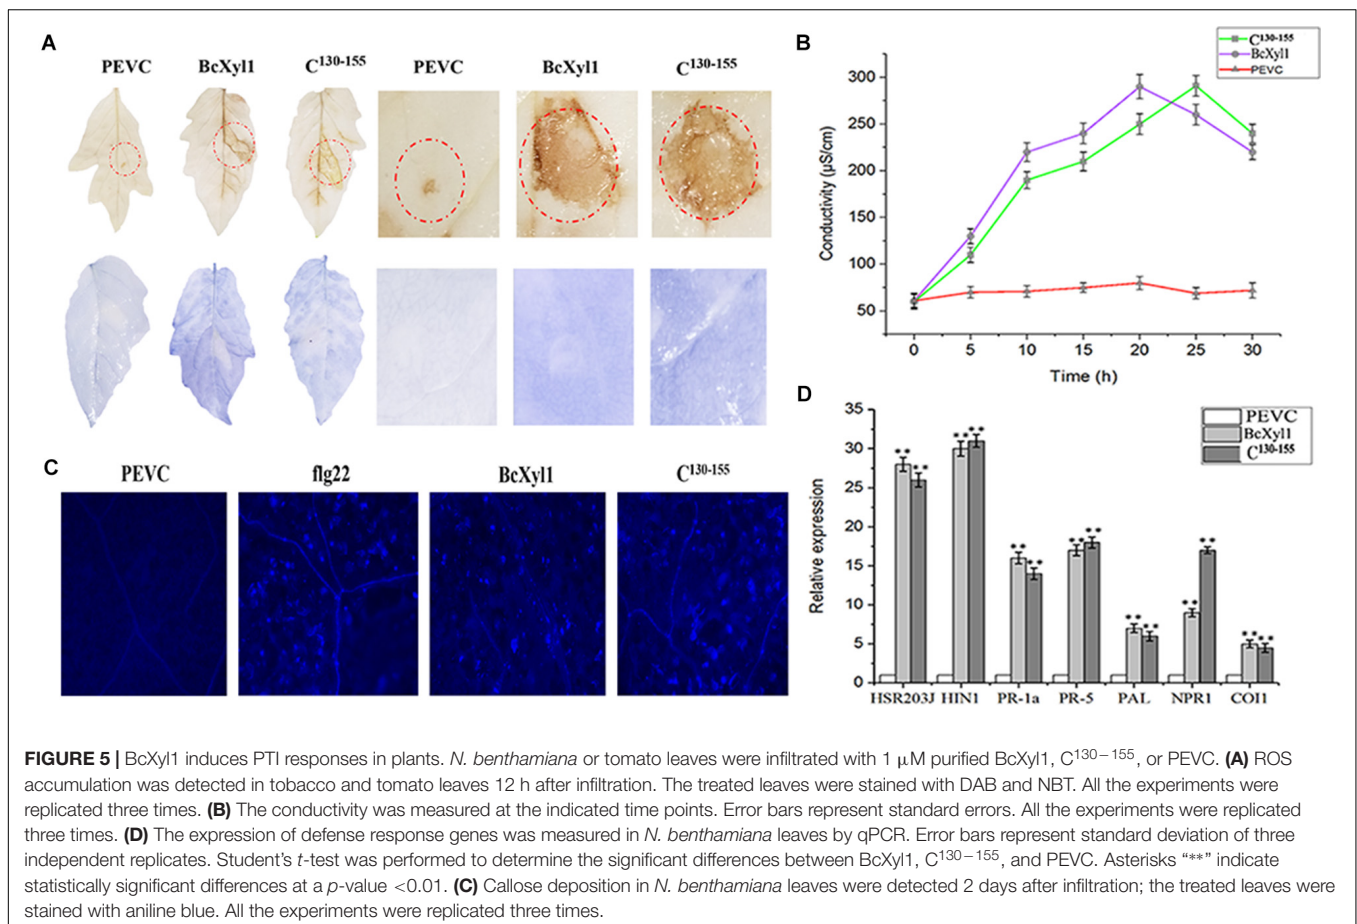 A
PEVC BcXyl1 C130-155 PEVC BcXyl1 C130-155
B
C130-155
BcXyl1
PEVC
Conductivity (µS/cm)
300
250
200
150
100
50
0 5 10 15 20 25 30
Time (h)
C
PEVC flg22 BcXyl1 C130-155
D
PEVC
BcXyl1
C130-155
Relative expression
35
30
25
20
15
10
5
0
** ** ** ** ** ** ** ** ** ** ** ** ** **
HSR203J HIN1 PR-1a PR-5 PAL NPR1 COI1
FIGURE 5 | BcXyl1 induces PTI responses in plants. N. benthamiana or tomato leaves were infiltrated with 1 µM purified BcXyl1, C130−155, or PEVC. (A) ROS
accumulation was detected in tobacco and tomato leaves 12 h after infiltration. The treated leaves were stained with DAB and NBT. All the experiments were
replicated three times. (B) The conductivity was measured at the indicated time points. Error bars represent standard errors. All the experiments were replicated
three times. (D) The expression of defense response genes was measured in N. benthamiana leaves by qPCR. Error bars represent standard deviation of three
independent replicates. Student's t-test was performed to determine the significant differences between BcXyl1, C130−155, and PEVC. Asterisks "**" indicate
statistically significant differences at a p-value <0.01. (C) Callose deposition in N. benthamiana leaves were detected 2 days after infiltration; the treated leaves were
stained with aniline blue. All the experiments were replicated three times.